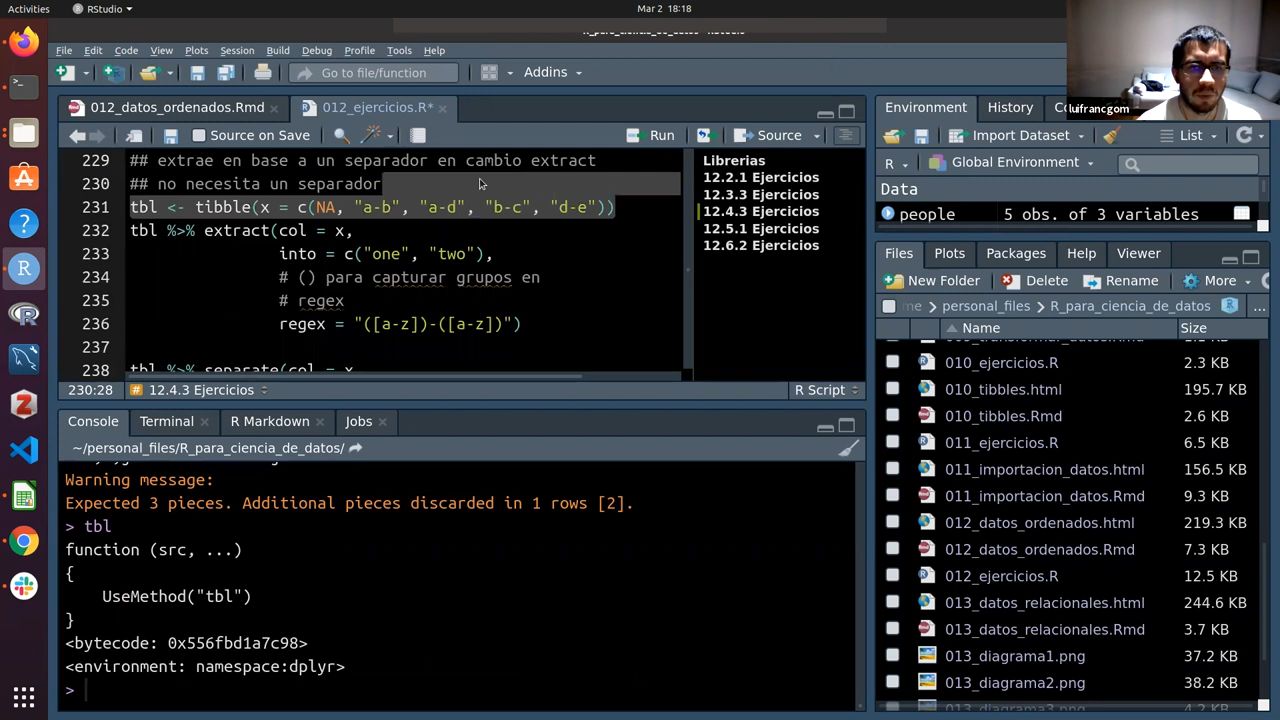 Activities
RStudio
Mar 2 18:18
File Edit Code View Plots Session Build Debug Profile Tools Help
Go to file/function
Addins
lufrancgom
012_datos_ordenados.Rmd
012_ejercicios.R*
Source on Save
Run
Source
229 ## extrae en base a un separador en cambio extract
230 ## no necesita un separador
231 tbl <- tibble(x = c(NA, "a-b", "a-d", "b-c", "d-e"))
232 tbl %>% extract(col = x,
233 into = c("one", "two"),
234 # () para capturar grupos en
235 # regex
236 regex = "([a-z])-([a-z])")
237
238 tbl %>% separate(col = x,
Librerias
12.2.1 Ejercicios
12.3.3 Ejercicios
12.4.3 Ejercicios
12.5.1 Ejercicios
12.6.2 Ejercicios
230:28
# 12.4.3 Ejercicios
R Script
Console Terminal R Markdown Jobs
~/personal_files/R_para_ciencia_de_datos/
Warning message:
Expected 3 pieces. Additional pieces discarded in 1 rows [2].
> tbl
function (src, ...)
{
UseMethod("tbl")
}
<bytecode: 0x556fbd1a7c98>
<environment: namespace:dplyr>
>
Environment History
Import Dataset
List
R
Global Environment
Data
people 5 obs. of 3 variables
Files Plots Packages Help Viewer
New Folder Delete Rename More
me > personal_files > R_para_ciencia_de_datos
...
Name Size
010_ejercicios.R 2.3 KB
010_tibbles.html 195.7 KB
010_tibbles.Rmd 2.6 KB
011_ejercicios.R 6.5 KB
011_importacion_datos.html 156.5 KB
011_importacion_datos.Rmd 9.3 KB
012_datos_ordenados.html 219.3 KB
012_datos_ordenados.Rmd 7.3 KB
012_ejercicios.R 12.5 KB
013_datos_relacionales.html 244.6 KB
013_datos_relacionales.Rmd 3.7 KB
013_diagrama1.png 37.2 KB
013_diagrama2.png 38.2 KB